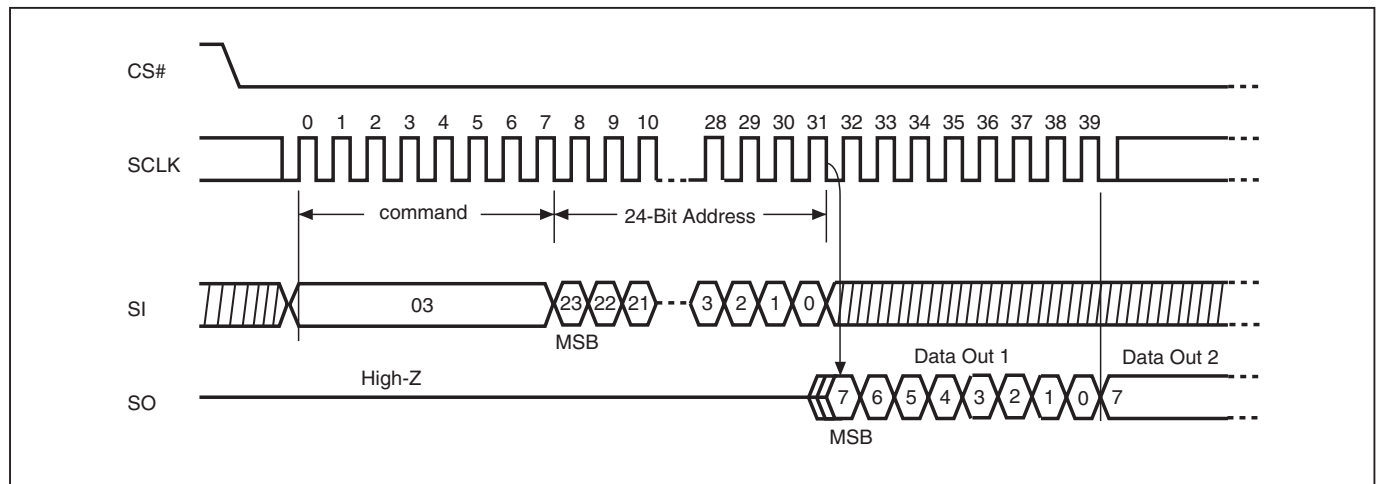 CS#
0 1 2 3 4 5 6 7 8 9 10 28 29 30 31 32 33 34 35 36 37 38 39
SCLK
command
24-Bit Address
SI
03
23 22 21 3 2 1 0
MSB
Data Out 1
Data Out 2
High-Z
SO
7 6 5 4 3 2 1 0 7
MSB